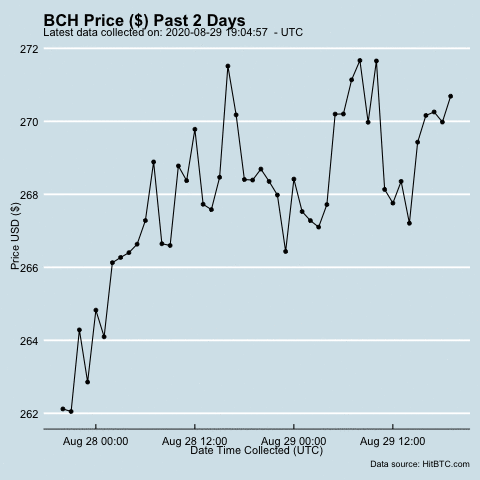 BCH Price ($) Past 2 Days
Latest data collected on: 2020-08-29 19:04:57  - UTC
272
270
268
266
264
262
Price USD ($)
Aug 28 00:00 Aug 28 12:00 Aug 29 00:00 Aug 29 12:00
Date Time Collected (UTC)
Data source: HitBTC.com